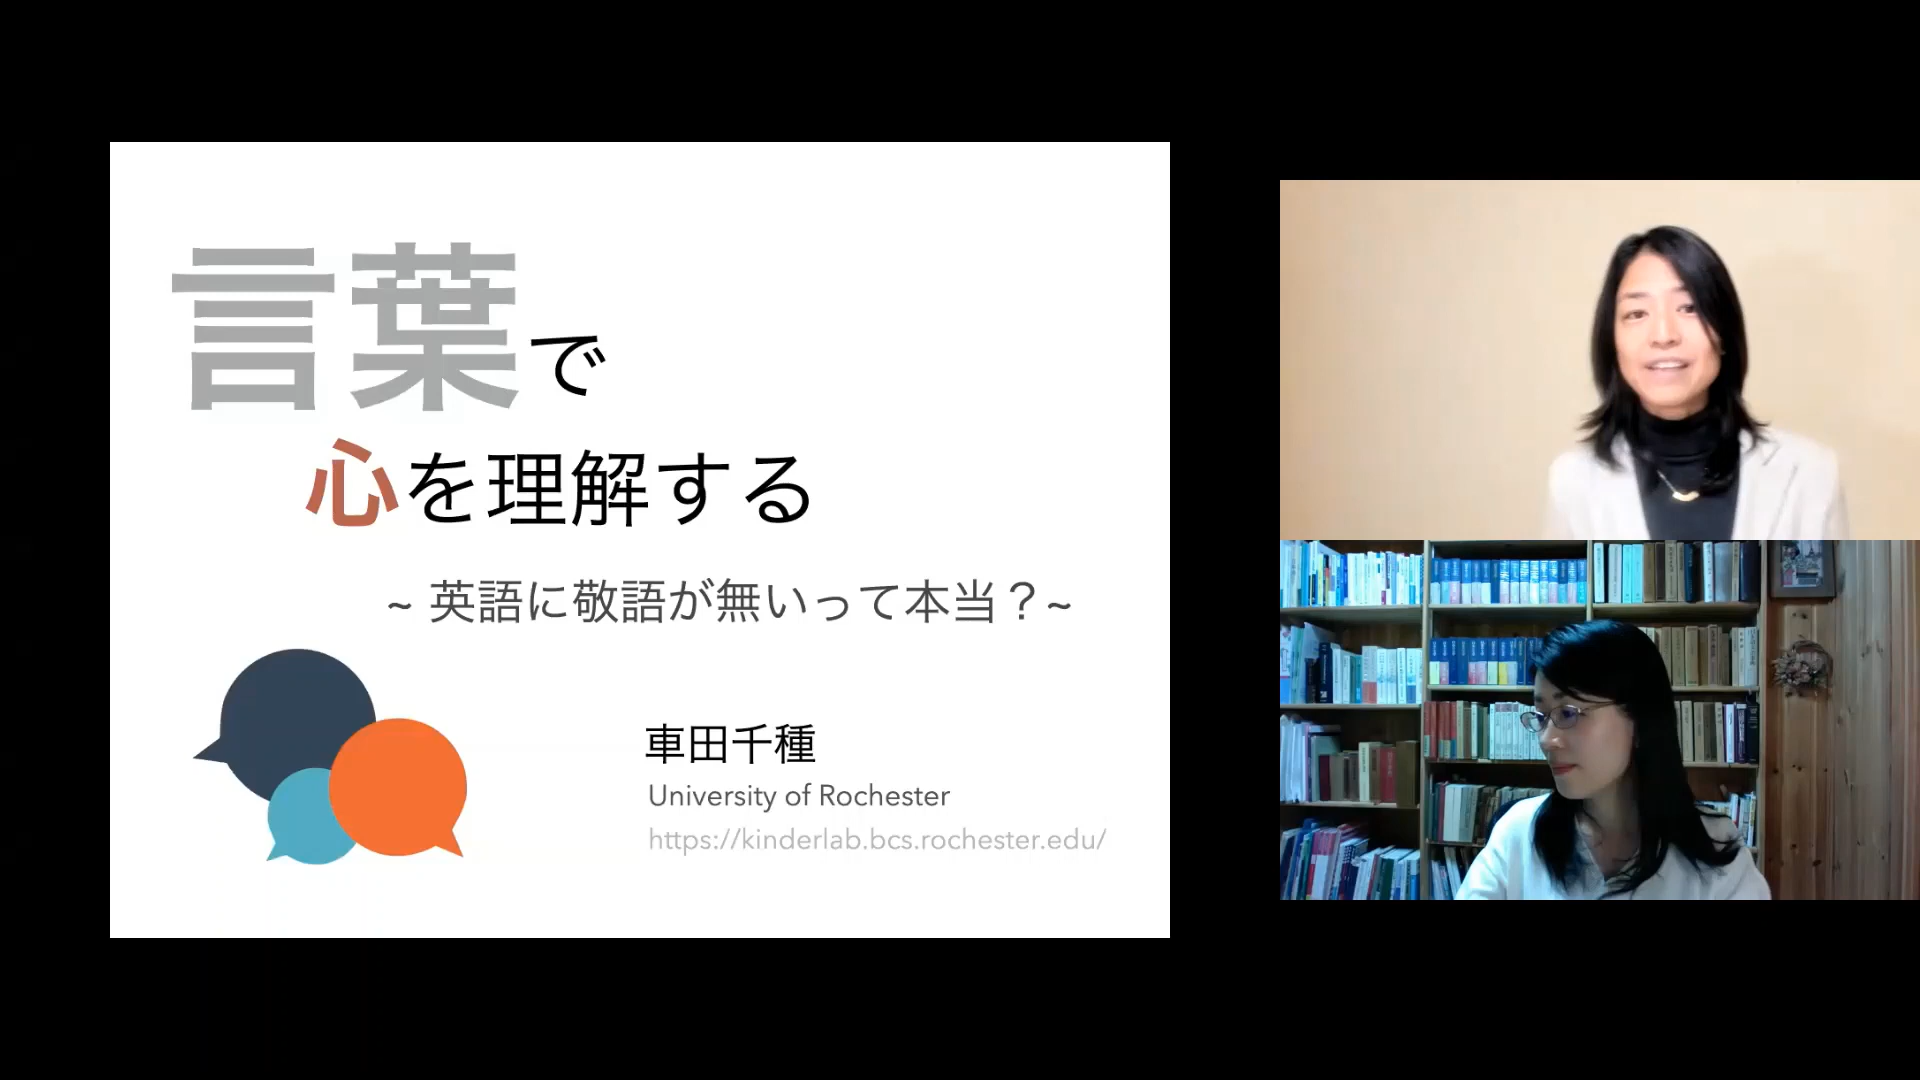 言葉で
心を理解する
~ 英語に敬語が無いって本当？~
車田千種
University of Rochester
https://kinderlab.bcs.rochester.edu/